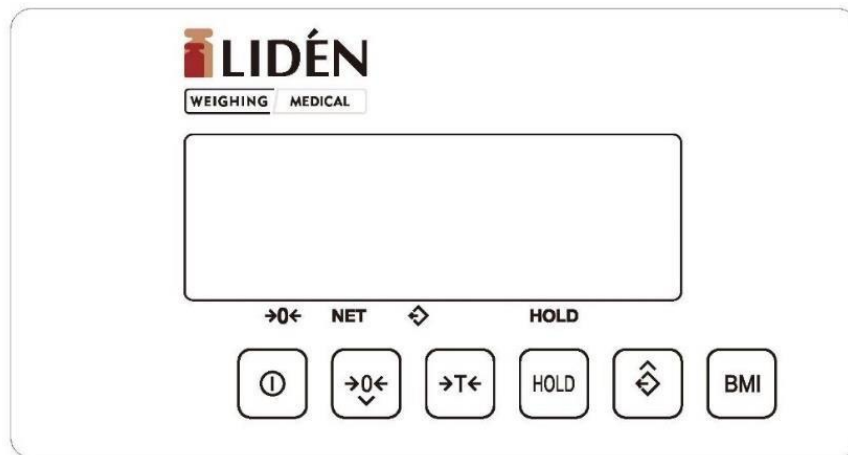 LIDÉN
WEIGHING MEDICAL
→0← NET HOLD
→0← →T← HOLD BMI